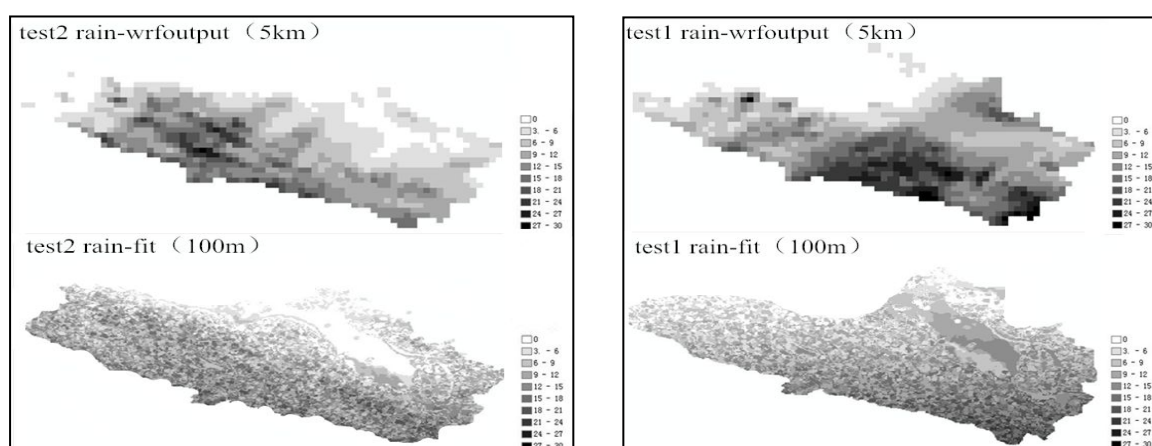 test2 rain-wrfoutput （5km）
0
3. - 6
6 - 9
9 - 12
12 - 15
15 - 18
18 - 21
21 - 24
24 - 27
27 - 30
test2 rain-fit （100m）
0
3. - 6
6 - 9
9 - 12
12 - 15
15 - 18
18 - 21
21 - 24
24 - 27
27 - 30
test1 rain-wrfoutput （5km）
0
3. - 6
6 - 9
9 - 12
12 - 15
15 - 18
18 - 21
21 - 24
24 - 27
27 - 30
test1 rain-fit （100m）
0
3. - 6
6 - 9
9 - 12
12 - 15
15 - 18
18 - 21
21 - 24
24 - 27
27 - 30